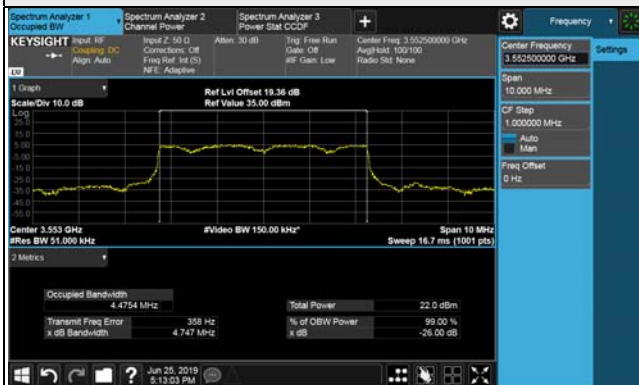 Spectrum Analyzer 1
Occupied BW
Spectrum Analyzer 2
Channel Power
Spectrum Analyzer 3
Power Stat CCDF
+
Frequency
KEYSIGHT
Input: RF
Coupling: DC
Align: Auto
Input Z: 50 Ω
Corrections: Off
Freq Ref: Int (S)
NFE: Adaptive
Atten: 30 dB
Trig: Free Run
Gate: Off
#IF Gain: Low
Center Freq: 3.552500000 GHz
Avg|Hold: 100/100
Radio Std: None
Center Frequency
3.552500000 GHz
Settings
Span
10.000 MHz
CF Step
1.000000 MHz
Auto
Man
Freq Offset
0 Hz
1 Graph
Scale/Div 10.0 dB
Ref Lvl Offset 19.36 dB
Ref Value 35.00 dBm
Log
25.0
15.0
5.00
-5.00
-15.0
-25.0
-35.0
-45.0
-55.0
Center 3.553 GHz
#Res BW 51.000 kHz
#Video BW 150.00 kHz*
Span 10 MHz
Sweep 16.7 ms (1001 pts)
2 Metrics
Occupied Bandwidth
4.4754 MHz
Total Power
22.0 dBm
Transmit Freq Error
358 Hz
% of OBW Power
99.00 %
x dB Bandwidth
4.747 MHz
x dB
-26.00 dB
?
Jun 25, 2019
5:13:03 PM